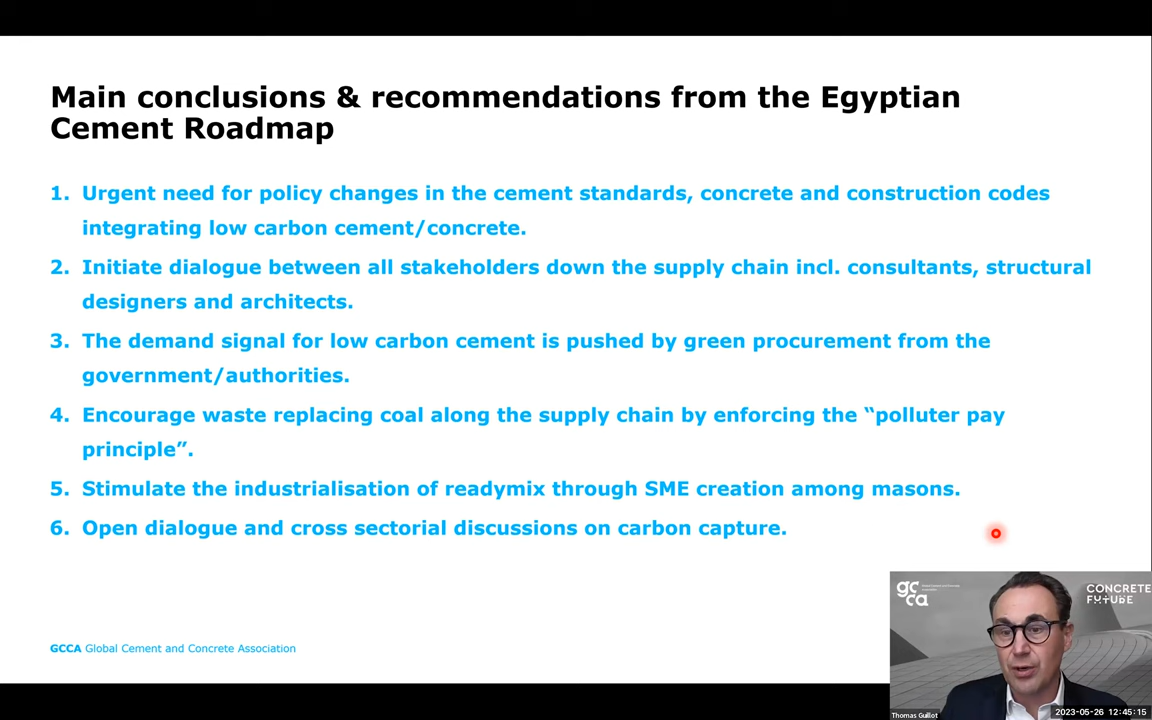 Main conclusions & recommendations from the Egyptian
Cement Roadmap
1. Urgent need for policy changes in the cement standards, concrete and construction codes
integrating low carbon cement/concrete.
2. Initiate dialogue between all stakeholders down the supply chain incl. consultants, structural
designers and architects.
3. The demand signal for low carbon cement is pushed by green procurement from the
government/authorities.
4. Encourage waste replacing coal along the supply chain by enforcing the “polluter pay
principle”.
5. Stimulate the industrialisation of readymix through SME creation among masons.
6. Open dialogue and cross sectorial discussions on carbon capture.
GCCA Global Cement and Concrete Association
gc
ca
CONCRETE
FUTURE
Thomas Guillot
2023-05-26 12:45:15